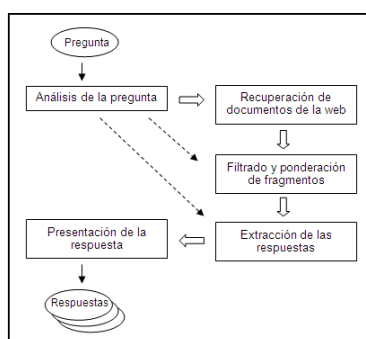 Pregunta
Análisis de la pregunta
Recuperación de
documentos de la web
Filtrado y ponderación
de fragmentos
Extracción de las
respuestas
Presentación de la
respuesta
Respuestas